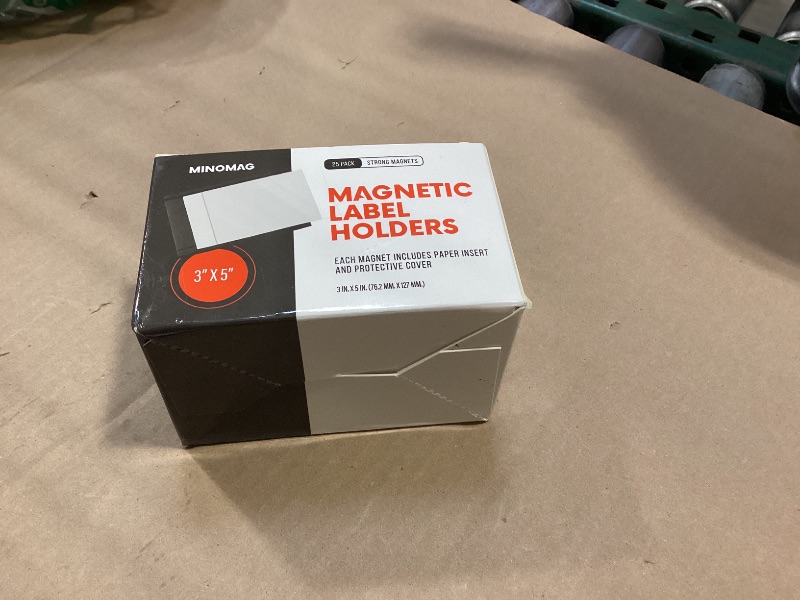 MINOMAG
25 PACK STRONG MAGNETS
MAGNETIC
LABEL
HOLDERS
3" X 5"
EACH MAGNET INCLUDES PAPER INSERT
AND PROTECTIVE COVER
3 IN. X 5 IN. (76.2 MM. X 127 MM.)